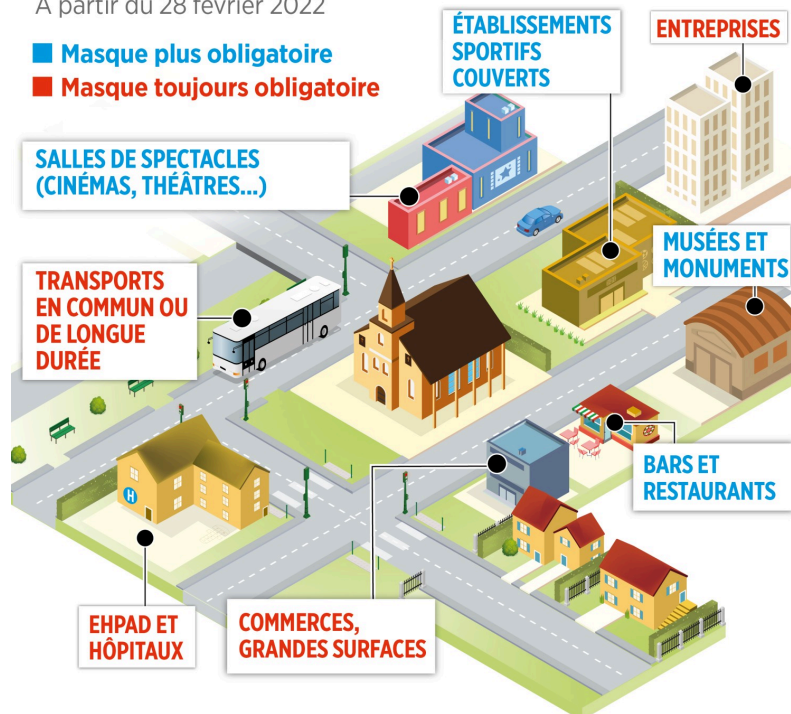 À partir du 28 février 2022
Masque plus obligatoire
Masque toujours obligatoire
ÉTABLISSEMENTS
SPORTIFS
COUVERTS
ENTREPRISES
SALLES DE SPECTACLES
(CINÉMAS, THÉÂTRES...)
MUSÉES ET
MONUMENTS
TRANSPORTS
EN COMMUN OU
DE LONGUE
DURÉE
BARS ET
RESTAURANTS
H
EHPAD ET
HÔPITAUX
COMMERCES,
GRANDES SURFACES